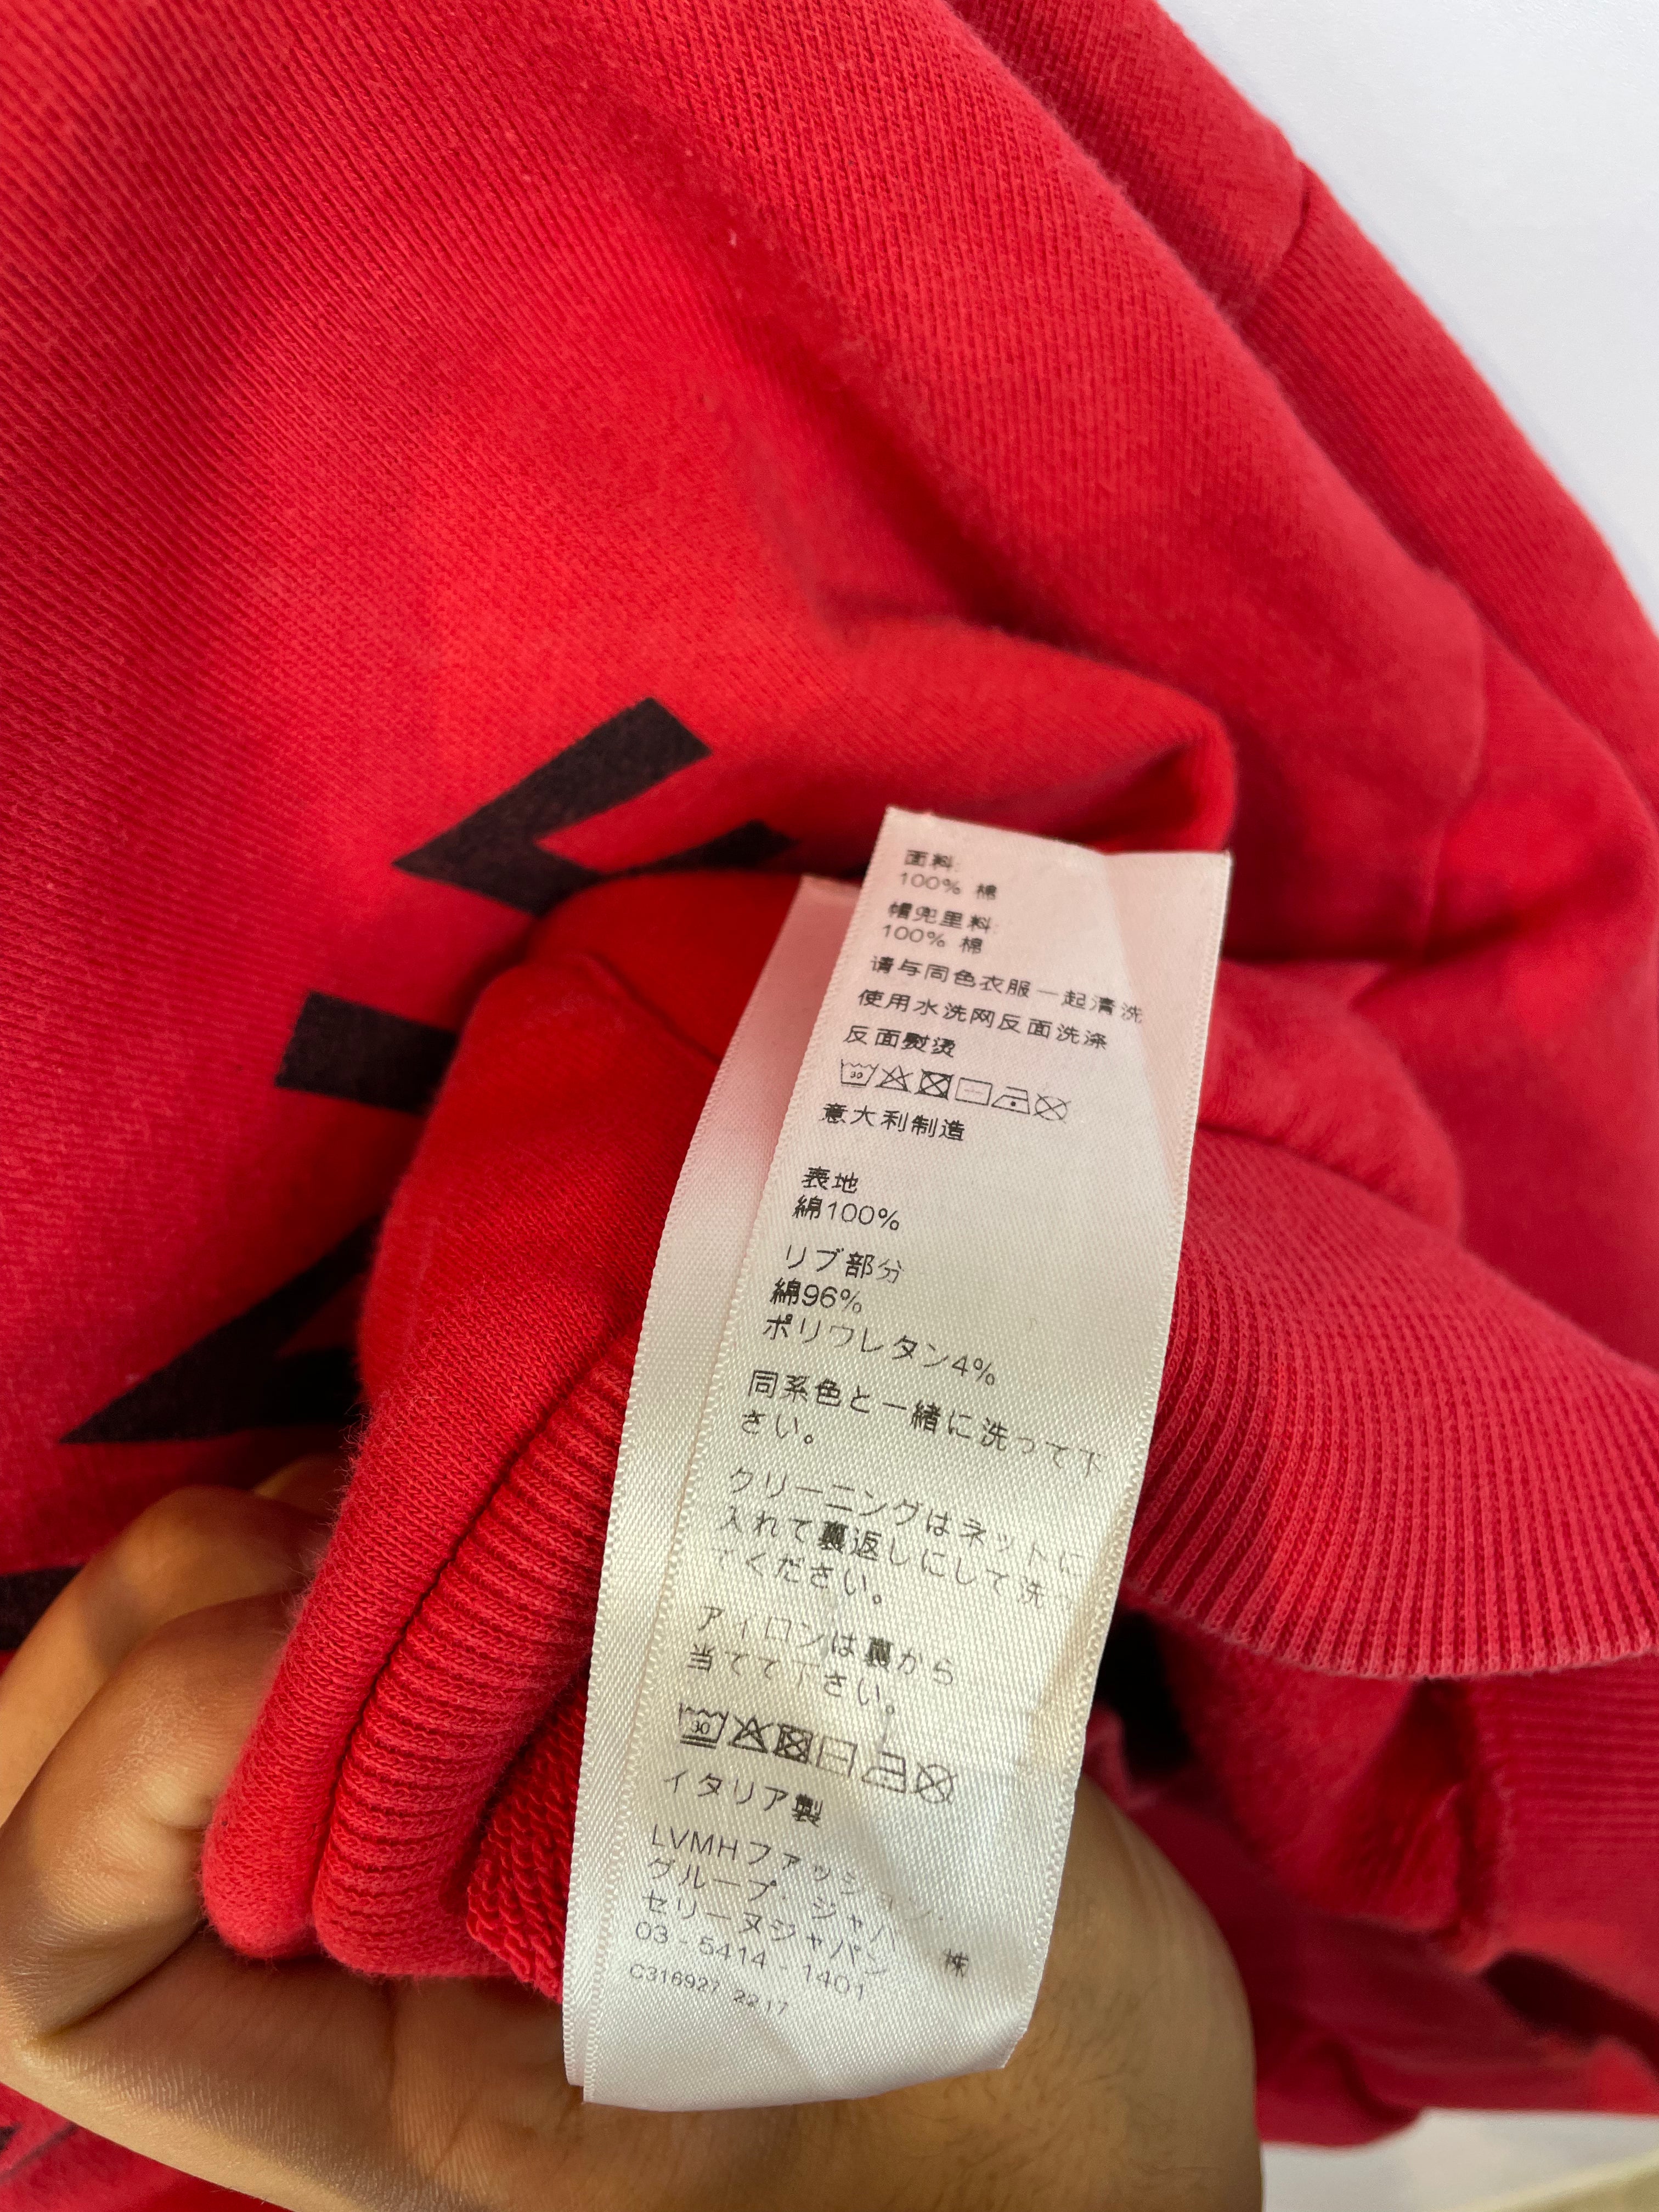 面料:
100% 棉
帽兜里料:
100% 棉
请与同色衣服一起清洗
使用水洗网反面洗涤
反面熨烫
30
意大利制造
表地
綿100%
リブ部分
綿96%
ポリウレタン4%
同系色と一緒に洗って下
さい。
クリーニングはネットに
入れて裏返しにして洗っ
てください。
アイロンは裏から
当てて下さい。
30
イタリア製
LVMHファッション・
グループ・ジャパン 株
セリーヌジャパン
03-5414-1401
C316927 2217